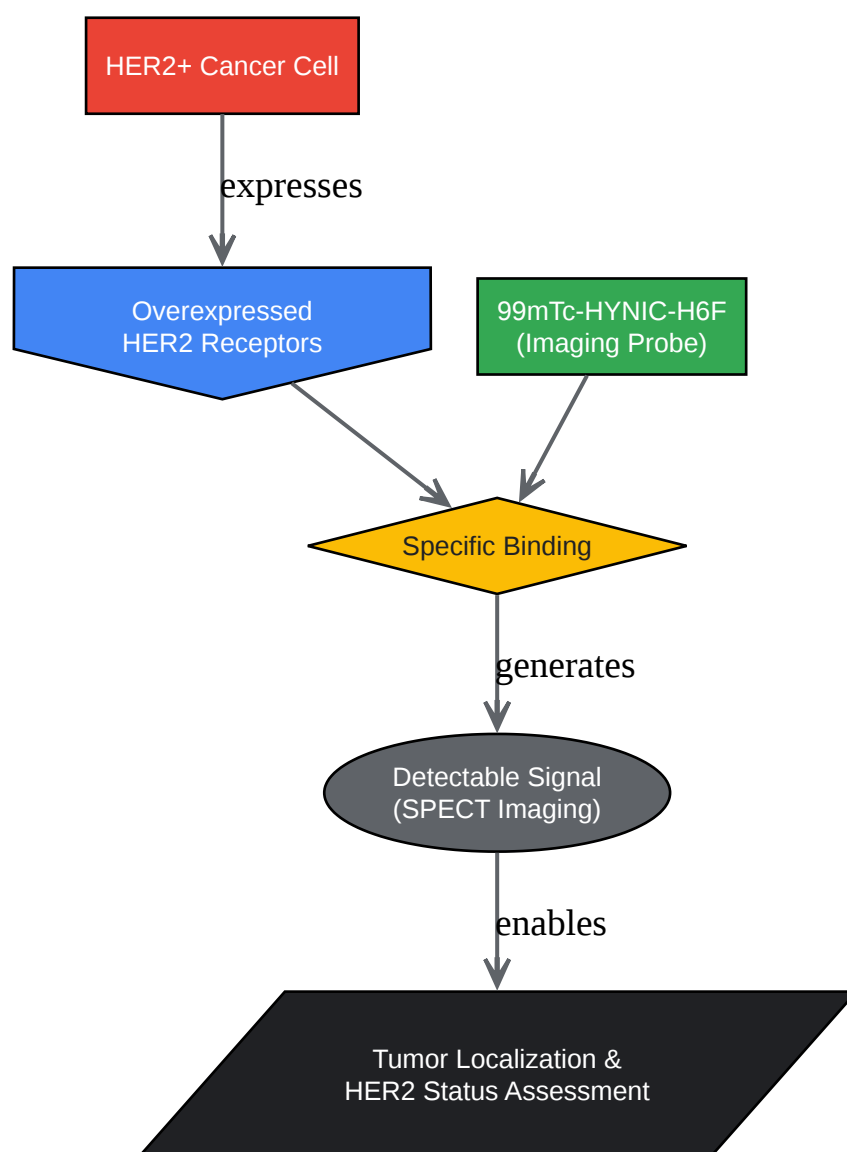 HER2+ Cancer Cell
expresses
Overexpressed
HER2 Receptors
99mTc-HYNIC-H6F
(Imaging Probe)
Specific Binding
generates
Detectable Signal
(SPECT Imaging)
enables
Tumor Localization &
HER2 Status Assessment